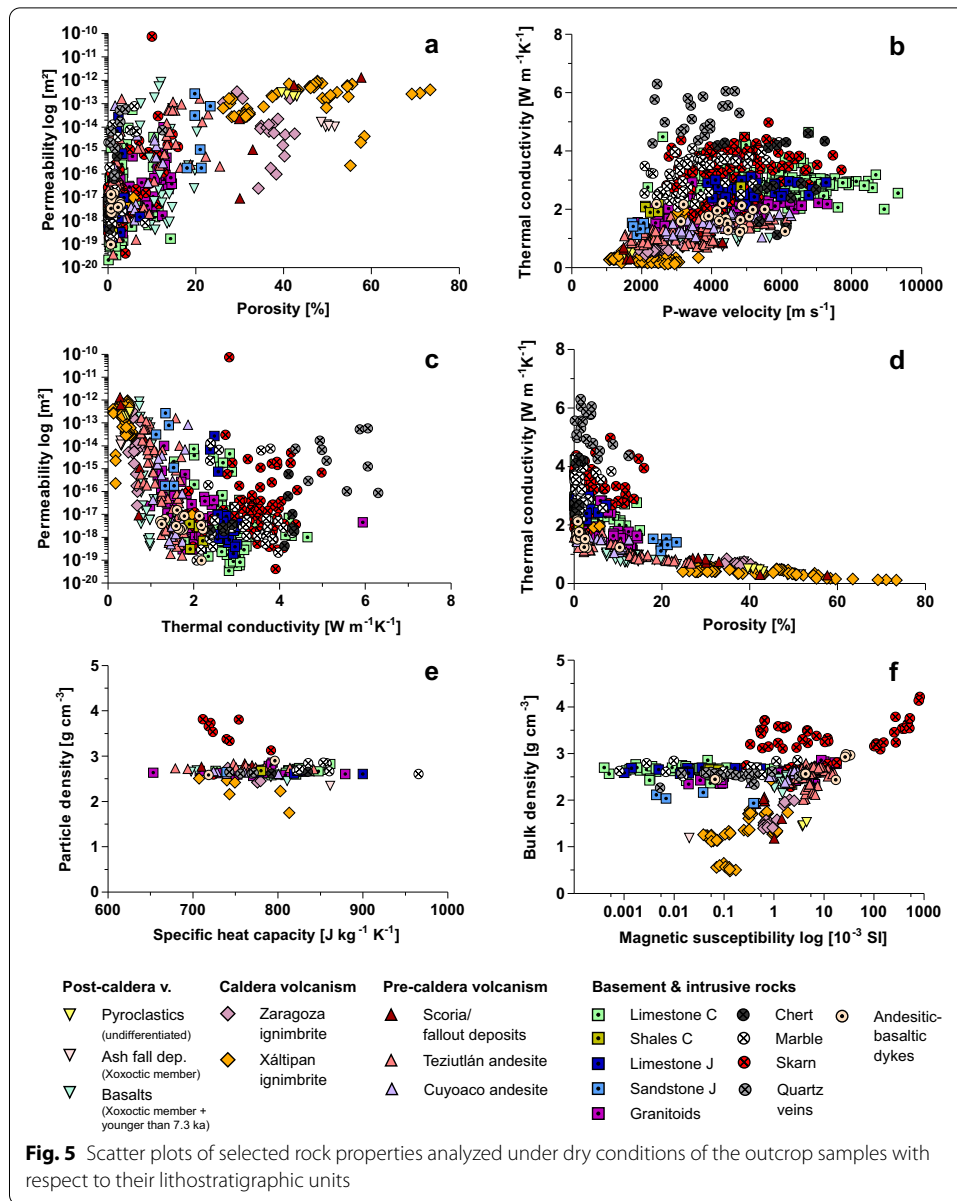 a
Permeability log [m²]
10⁻¹⁰
10⁻¹¹
10⁻¹²
10⁻¹³
10⁻¹⁴
10⁻¹⁵
10⁻¹⁶
10⁻¹⁷
10⁻¹⁸
10⁻¹⁹
10⁻²⁰
0 20 40 60 80
Porosity [%]
b
Thermal conductivity [W m⁻¹K⁻¹]
8
6
4
2
0
0 2000 4000 6000 8000 10000
P-wave velocity [m s⁻¹]
c
Permeability log [m²]
10⁻¹⁰
10⁻¹¹
10⁻¹²
10⁻¹³
10⁻¹⁴
10⁻¹⁵
10⁻¹⁶
10⁻¹⁷
10⁻¹⁸
10⁻¹⁹
10⁻²⁰
0 2 4 6 8
Thermal conductivity [W m⁻¹K⁻¹]
d
Thermal conductivity [W m⁻¹K⁻¹]
8
6
4
2
0
0 20 40 60 80
Porosity [%]
e
Particle density [g cm⁻³]
5
4
3
2
1
0
600 700 800 900 1000
Specific heat capacity [J kg⁻¹ K⁻¹]
f
Bulk density [g cm⁻³]
5
4
3
2
1
0
0.001 0.01 0.1 1 10 100 1000
Magnetic susceptibility log [10⁻³ SI]
Post-caldera v.
Pyroclastics
(undifferentiated)
Ash fall dep.
(Xoxoctic member)
Basalts
(Xoxoctic member +
younger than 7.3 ka)
Caldera volcanism
Zaragoza
ignimbrite
Xáltipan
ignimbrite
Pre-caldera volcanism
Scoria/
fallout deposits
Teziutlán andesite
Cuyoaco andesite
Basement & intrusive rocks
Limestone C
Shales C
Limestone J
Sandstone J
Granitoids
Chert
Marble
Skarn
Quartz
veins
Andesitic-
basaltic
dykes
Fig. 5 Scatter plots of selected rock properties analyzed under dry conditions of the outcrop samples with
respect to their lithostratigraphic units